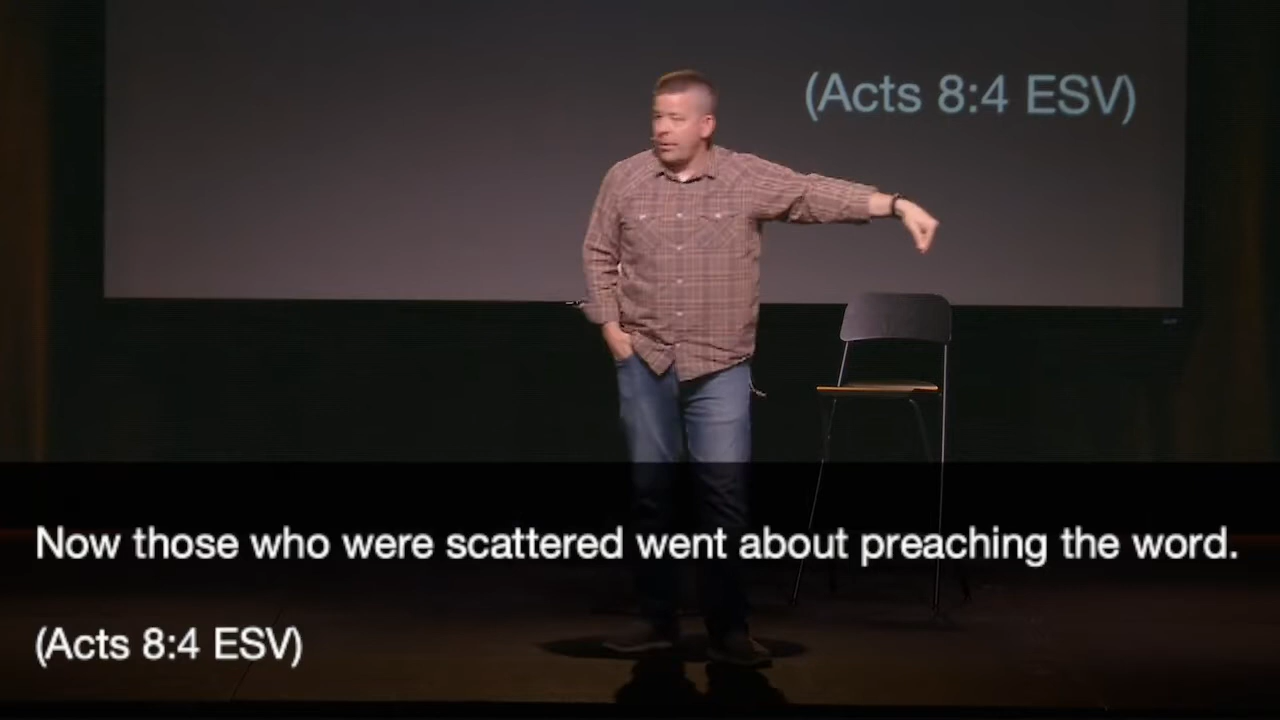 (Acts 8:4 ESV)
Now those who were scattered went about preaching the word.
(Acts 8:4 ESV)